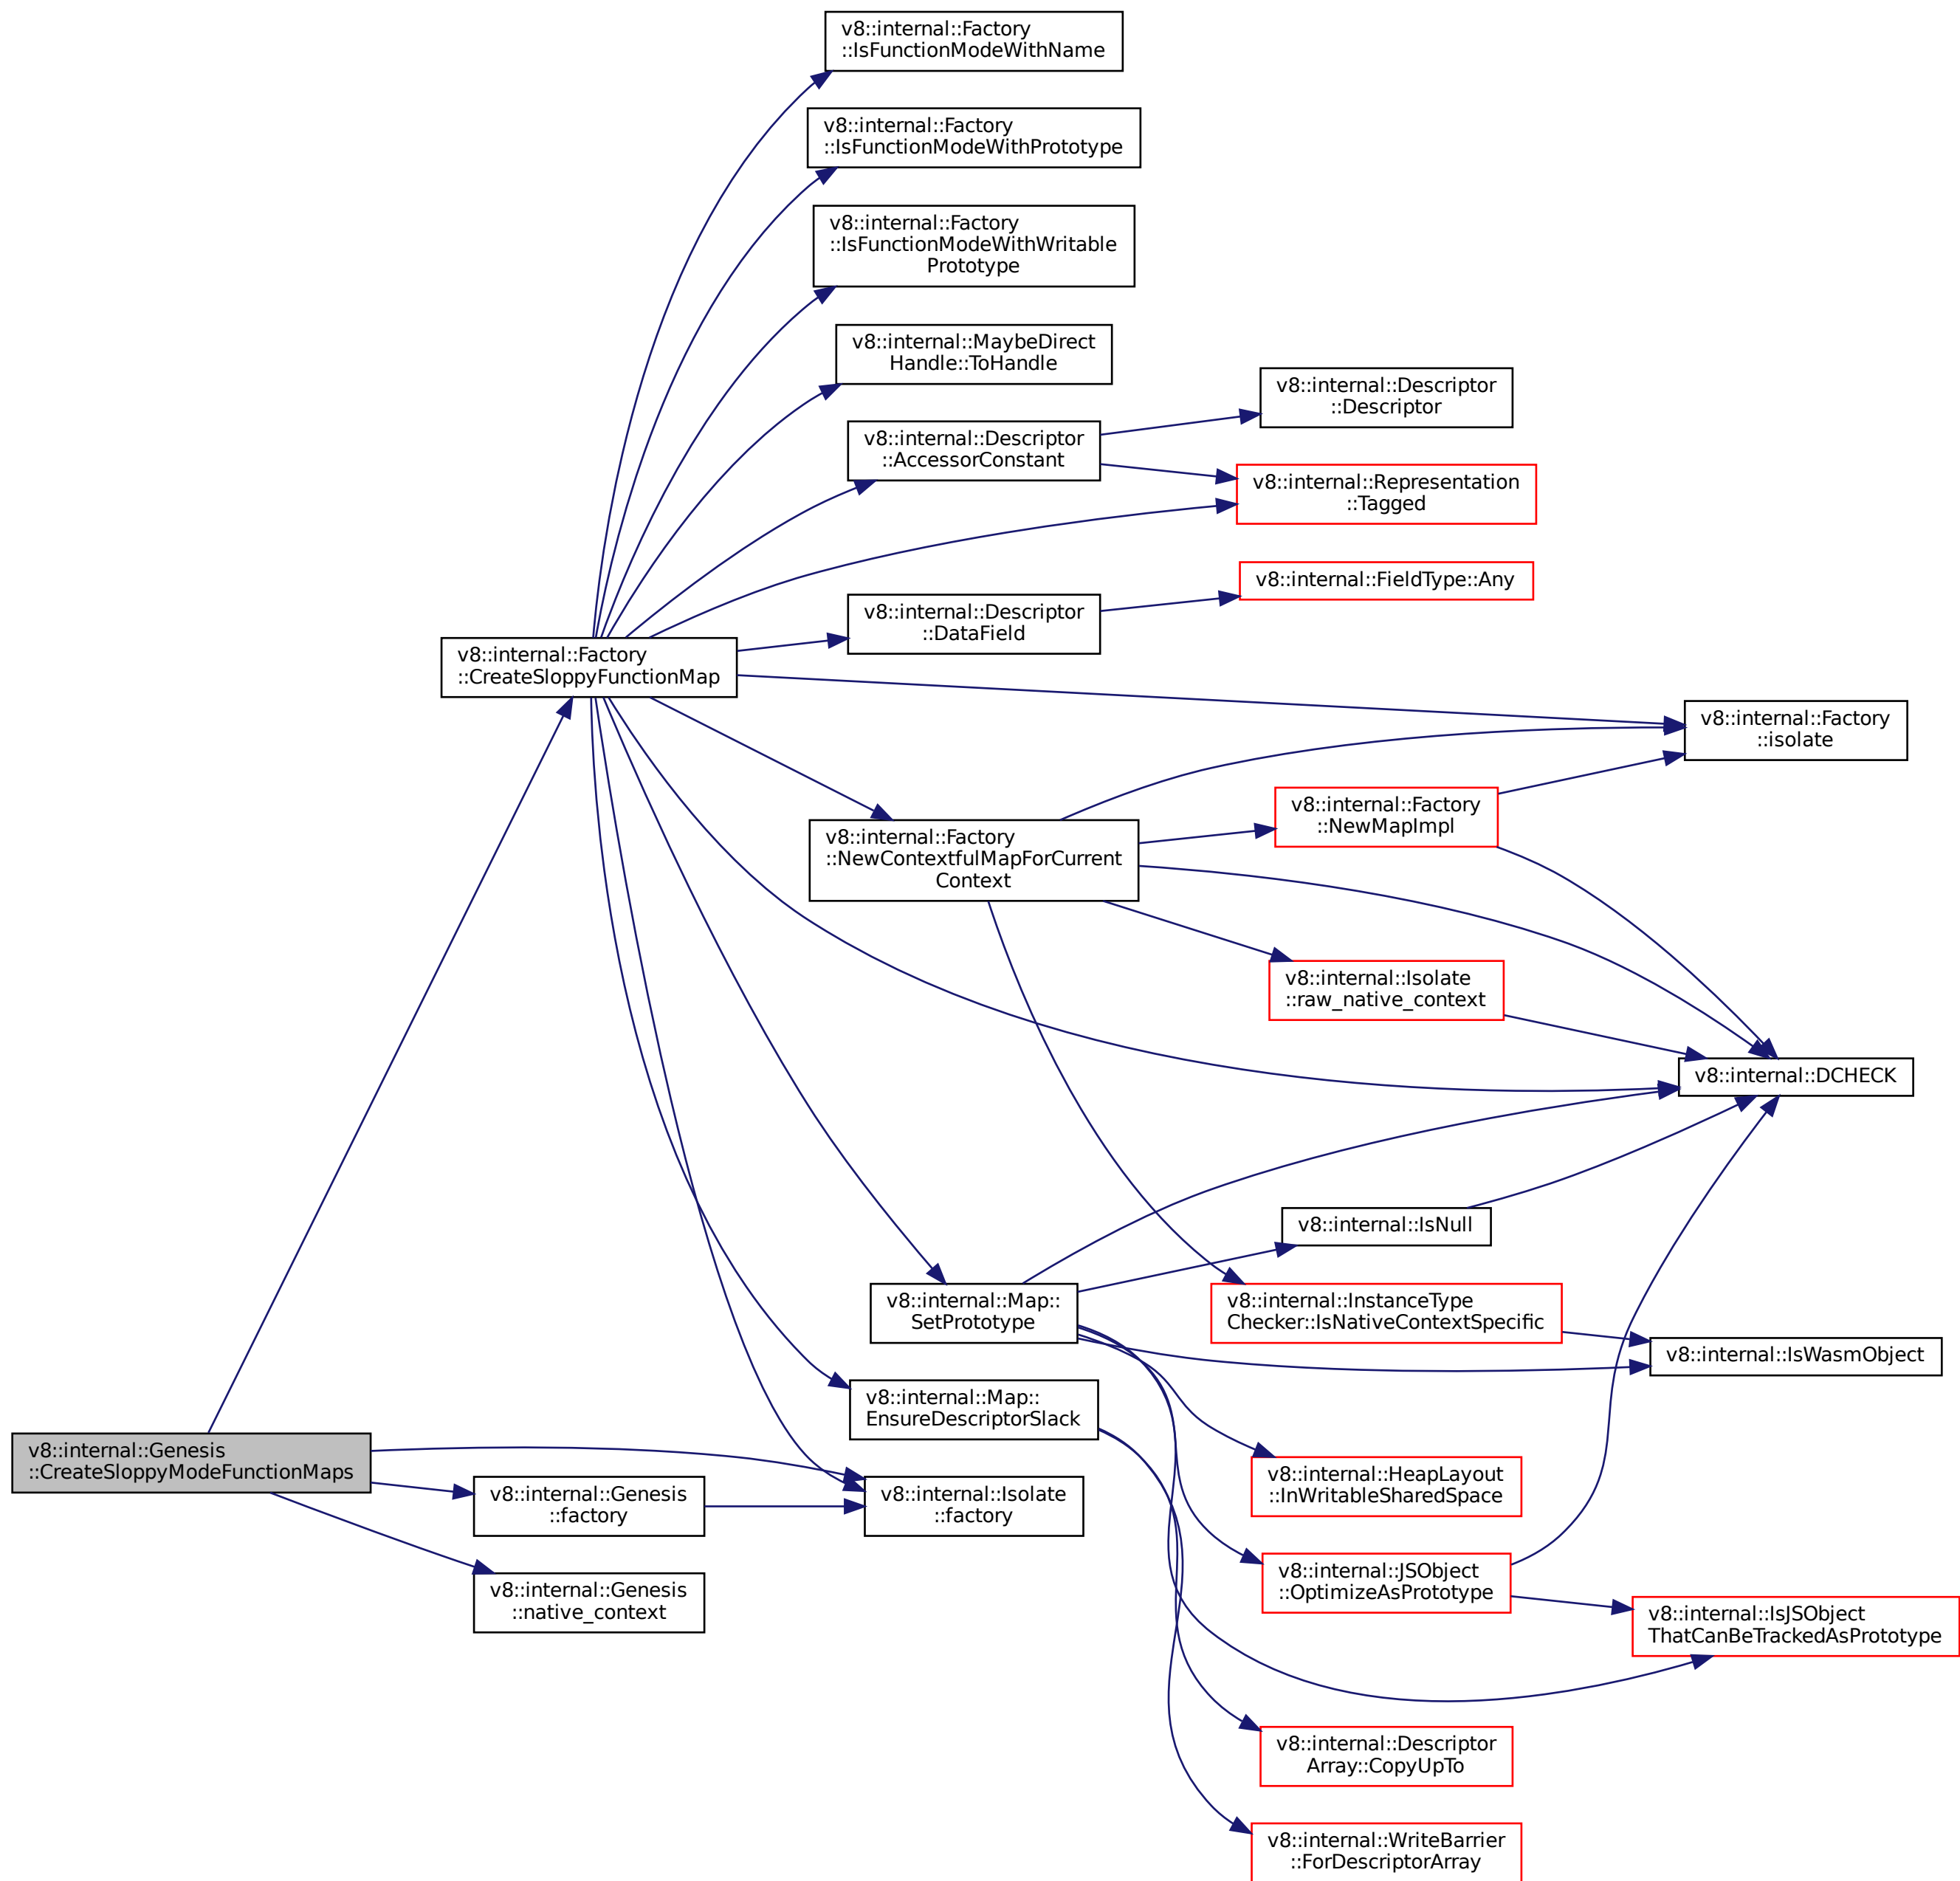 v8::internal::Factory
::IsFunctionModeWithName
v8::internal::Factory
::IsFunctionModeWithPrototype
v8::internal::Factory
::IsFunctionModeWithWritable
Prototype
v8::internal::MaybeDirect
Handle::ToHandle
v8::internal::Descriptor
::Descriptor
v8::internal::Descriptor
::AccessorConstant
v8::internal::Representation
::Tagged
v8::internal::FieldType::Any
v8::internal::Descriptor
::DataField
v8::internal::Factory
::CreateSloppyFunctionMap
v8::internal::Factory
::isolate
v8::internal::Factory
::NewMapImpl
v8::internal::Factory
::NewContextfulMapForCurrent
Context
v8::internal::Isolate
::raw_native_context
v8::internal::DCHECK
v8::internal::IsNull
v8::internal::Map::
SetPrototype
v8::internal::InstanceType
Checker::IsNativeContextSpecific
v8::internal::IsWasmObject
v8::internal::Map::
EnsureDescriptorSlack
v8::internal::Genesis
::CreateSloppyModeFunctionMaps
v8::internal::HeapLayout
::InWritableSharedSpace
v8::internal::Genesis
::factory
v8::internal::Isolate
::factory
v8::internal::JSObject
::OptimizeAsPrototype
v8::internal::Genesis
::native_context
v8::internal::IsJSObject
ThatCanBeTrackedAsPrototype
v8::internal::Descriptor
Array::CopyUpTo
v8::internal::WriteBarrier
::ForDescriptorArray